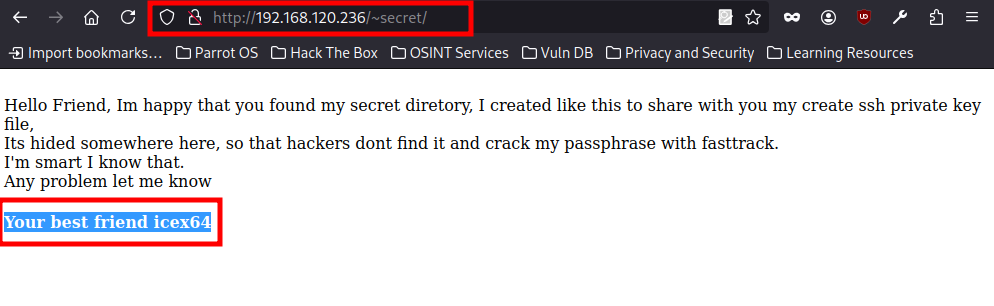 http://192.168.120.236/~secret/
Import bookmarks... Parrot OS Hack The Box OSINT Services Vuln DB Privacy and Security Learning Resources
Hello Friend, Im happy that you found my secret diretory, I created like this to share with you my create ssh private key
file,
Its hided somewhere here, so that hackers dont find it and crack my passphrase with fasttrack.
I'm smart I know that.
Any problem let me know
Your best friend icex64